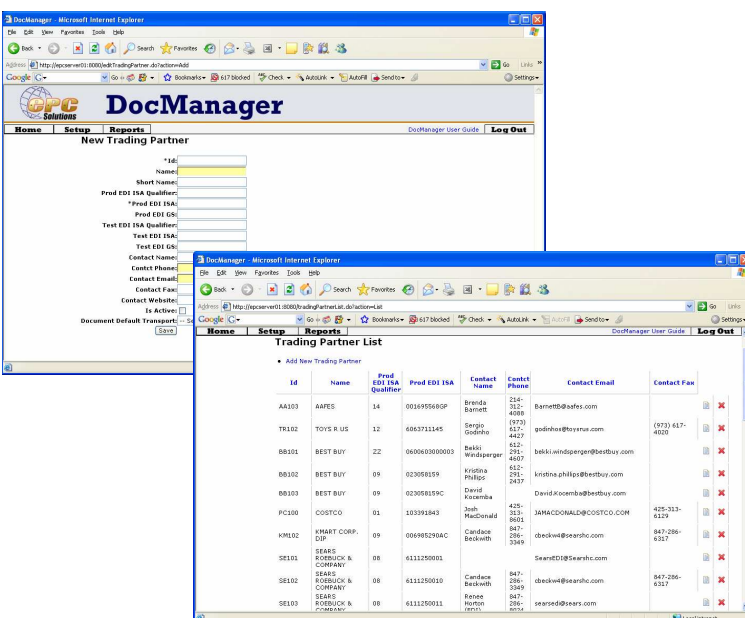 DocManager - Microsoft Internet Explorer
File Edit View Favorites Tools Help
Back Search Favorites
Address http://epcserver01:8080/editTradingPartner.do?action=Add Go Links
Google G Go Bookmarks 617 blocked Check AutoLink AutoFill Send to Settings
EPC Solutions
DocManager
Home Setup Reports DocManager User Guide Log Out
New Trading Partner
*Id:
Name:
Short Name:
Prod EDI ISA Qualifier:
*Prod EDI ISA:
Prod EDI GS:
Test EDI ISA Qualifier:
Test EDI ISA:
Test EDI GS:
Contact Name:
Contct Phone:
Contact Email:
Contact Fax:
Contact Website:
Is Active:
Document Default Transport: -- Se
Save
DocManager - Microsoft Internet Explorer
File Edit View Favorites Tools Help
Back Search Favorites
Address http://epcserver01:8080/tradingPartnerList.do?action=List Go Links
Google G Go Bookmarks 617 blocked Check AutoLink AutoFill Send to Settings
Home Setup Reports DocManager User Guide Log Out
Trading Partner List
Add New Trading Partner
Id Name Prod EDI ISA Qualifier Prod EDI ISA Contact Name Contct Phone Contact Email Contact Fax
AA103 AAFES 14 001695568GP Brenda Barnett 214-312-4088 BarnettB@aafes.com
TR102 TOYS R US 12 6063711145 Sergio Godinho (973) 617-4427 godinhos@toysrus.com (973) 617-4020
BB101 BEST BUY ZZ 0600603000003 Bekki Windsperger 612-291-4607 bekki.windsperger@bestbuy.com
BB102 BEST BUY 09 023058159 Kristina Phillips 612-291-2437 kristina.phillips@bestbuy.com
BB103 BEST BUY 09 023058159C David Kocemba David.Kocemba@bestbuy.com
PC100 COSTCO 01 103391843 Josh MacDonald 425-313-8601 JAMACDONALD@COSTCO.COM 425-313-6129
KM102 KMART CORP. DIP 09 006985290AC Candace Beckwith 847-286-3349 cbeckw4@searshc.com 847-286-6317
SE101 SEARS ROEBUCK & COMPANY 08 6111250001 SearsEDI@Searshc.com
SE102 SEARS ROEBUCK & COMPANY 08 6111250010 Candace Beckwith 847-286-3349 cbeckw4@searshc.com 847-286-6317
SE103 SEARS ROEBUCK & COMPANY 08 6111250011 Renee Horton 847-286- searsedi@sears.com